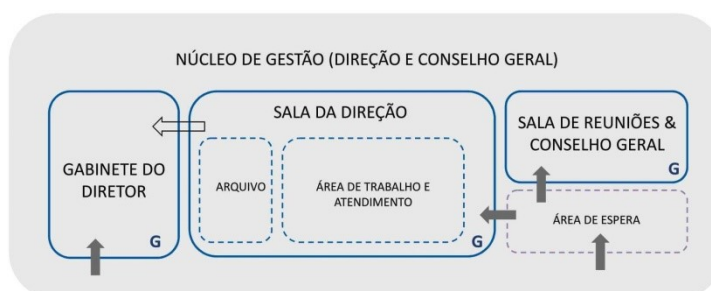 NÚCLEO DE GESTÃO (DIREÇÃO E CONSELHO GERAL)
GABINETE DO
DIRETOR
G
SALA DA DIREÇÃO
ARQUIVO
ÁREA DE TRABALHO E
ATENDIMENTO
G
SALA DE REUNIÕES &
CONSELHO GERAL
G
ÁREA DE ESPERA